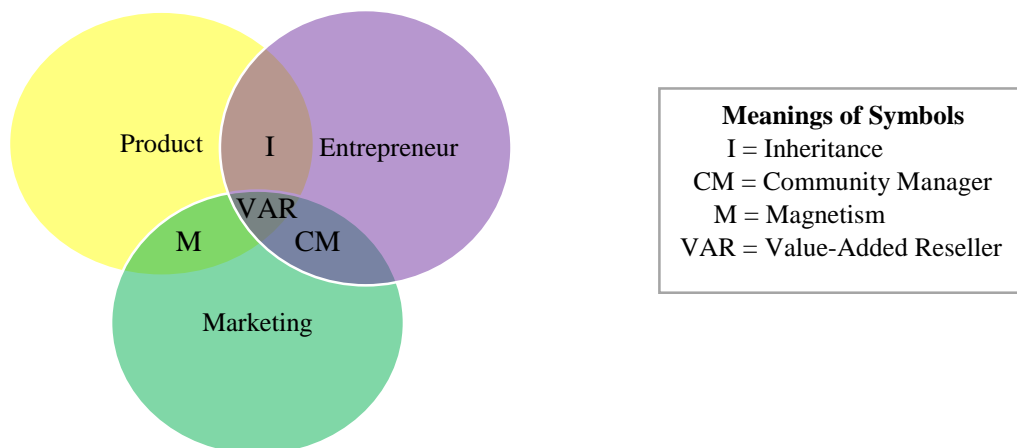 Product
I
Entrepreneur
VAR
M
CM
Marketing
Meanings of Symbols
I = Inheritance
CM = Community Manager
M = Magnetism
VAR = Value-Added Reseller